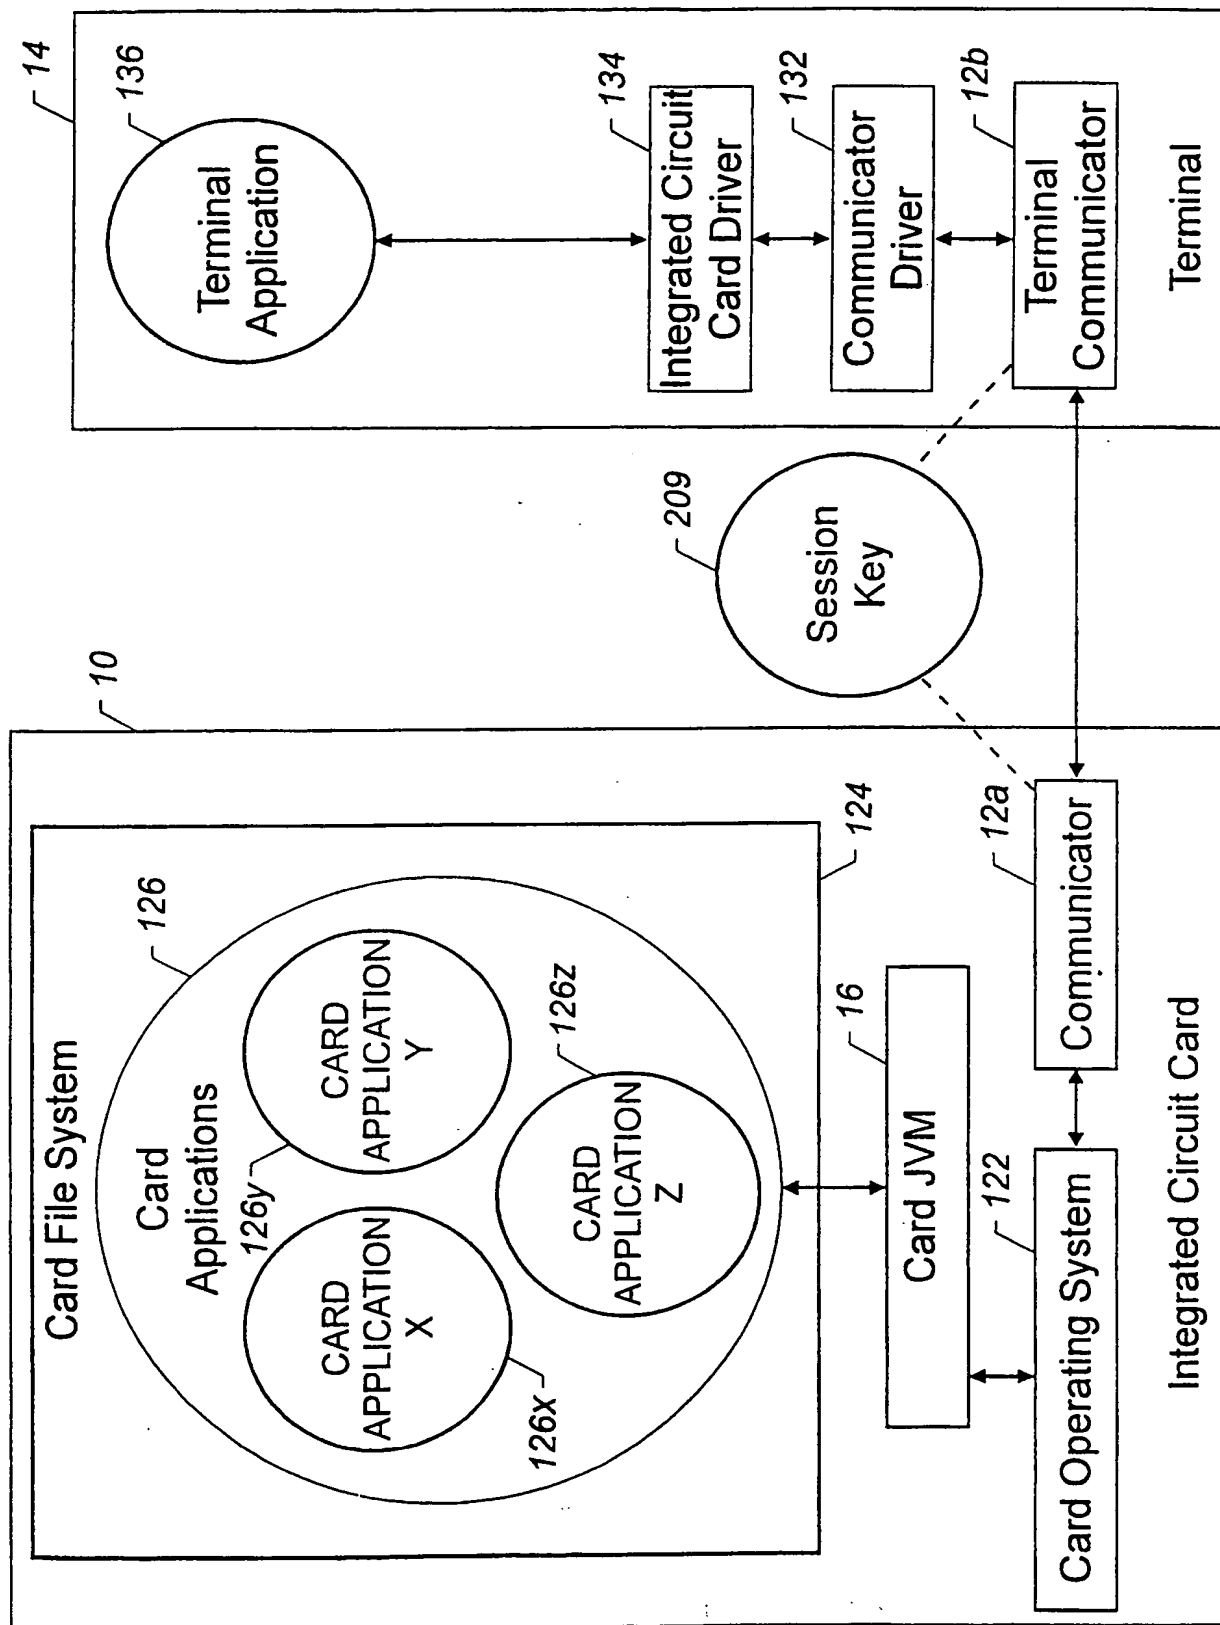 10
Card File System
Card
Applications
126
CARD
APPLICATION
X
126x
CARD
APPLICATION
Y
126y
CARD
APPLICATION
Z
126z
124
Card JVM
16
Card Operating System
122
Communicator
12a
Integrated Circuit Card
Session
Key
209
14
Terminal
Application
136
Integrated Circuit
Card Driver
134
Communicator
Driver
132
Terminal
Communicator
12b
Terminal